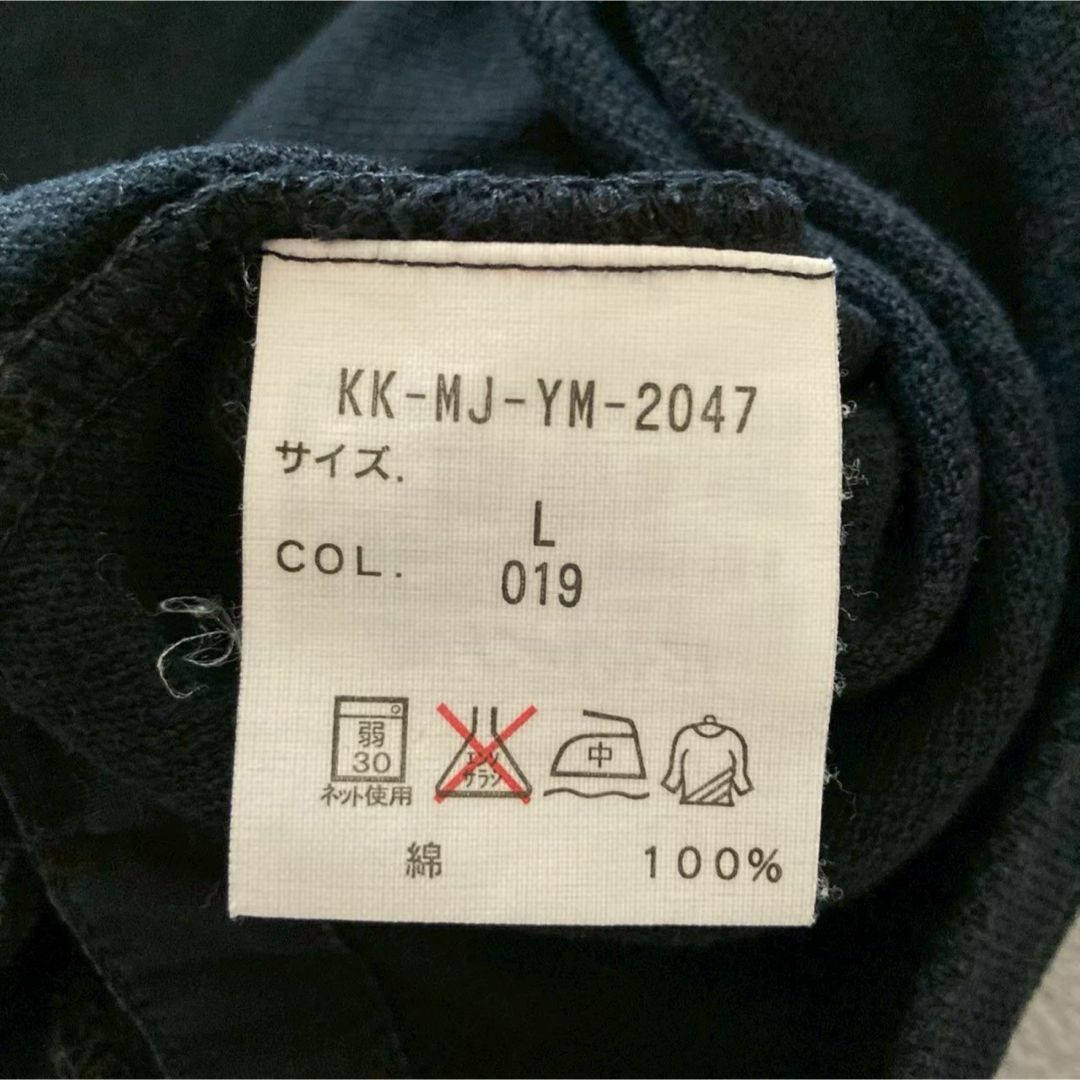 KK-MJ-YM-2047
サイズ.
L
COL. 019
弱
30
エンソ
サラシ
中
ネット使用
綿 100%